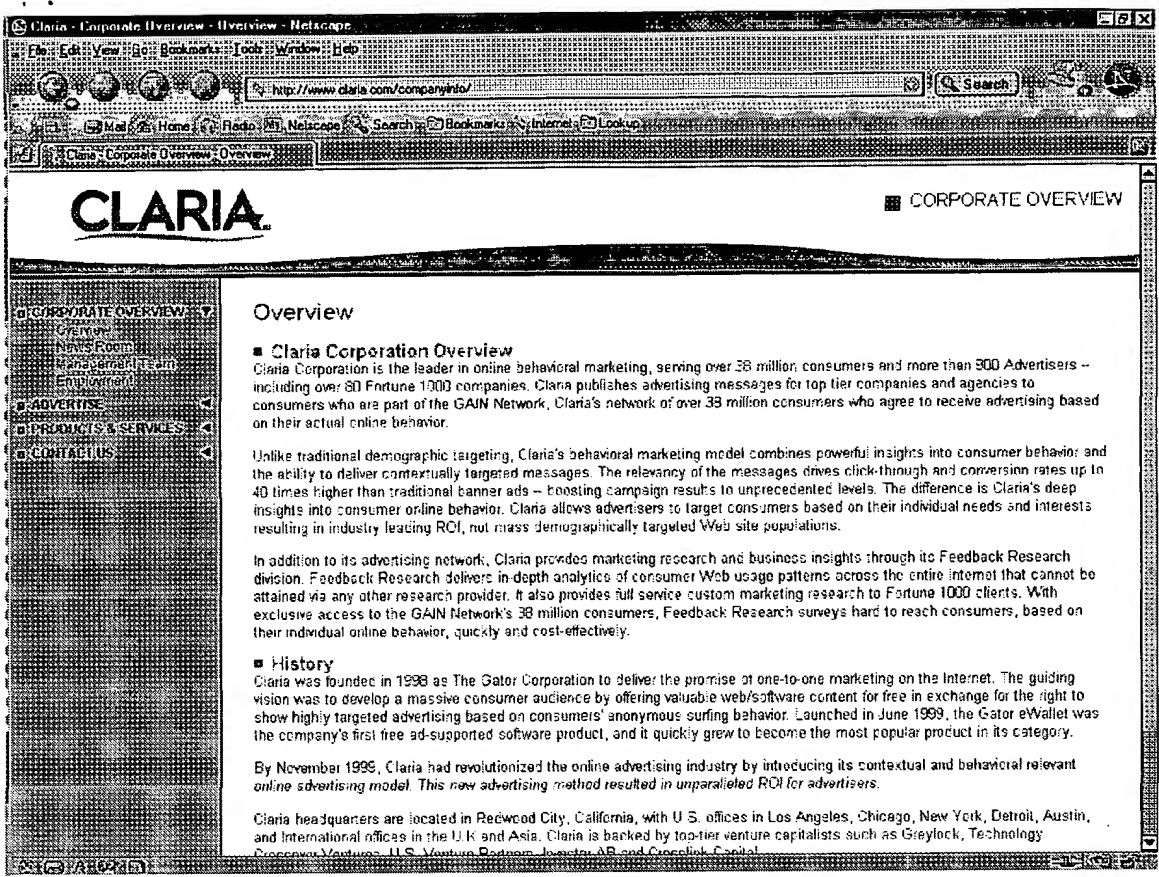 Claria - Corporate Overview - Overview - Netscape
File Edit View Go Bookmarks Tools Window Help
http://www.claria.com/companyinfo/ Search
Mail Home Radio Netscape Search Bookmarks Internet Lookup
Claria - Corporate Overview - Overview
CLARIA
CORPORATE OVERVIEW
CORPORATE OVERVIEW
Overview
News Room
Management Team
Employment
ADVERTISE
PRODUCTS & SERVICES
CONTACT US
Overview
Claria Corporation Overview
Claria Corporation is the leader in online behavioral marketing, serving over 38 million consumers and more than 900 Advertisers --
including over 80 Fortune 1000 companies. Claria publishes advertising messages for top tier companies and agencies to
consumers who are part of the GAIN Network, Claria's network of over 38 million consumers who agree to receive advertising based
on their actual online behavior.
Unlike traditional demographic targeting, Claria's behavioral marketing model combines powerful insights into consumer behavior and
the ability to deliver contextually targeted messages. The relevancy of the messages drives click-through and conversion rates up to
40 times higher than traditional banner ads -- boosting campaign results to unprecedented levels. The difference is Claria's deep
insights into consumer online behavior. Claria allows advertisers to target consumers based on their individual needs and interests
resulting in industry leading ROI, not mass demographically targeted Web site populations.
In addition to its advertising network, Claria provides marketing research and business insights through its Feedback Research
division. Feedback Research delivers in-depth analytics of consumer Web usage patterns across the entire Internet that cannot be
attained via any other research provider. It also provides full service custom marketing research to Fortune 1000 clients. With
exclusive access to the GAIN Network's 38 million consumers, Feedback Research surveys hard to reach consumers, based on
their individual online behavior, quickly and cost-effectively.
History
Claria was founded in 1998 as The Gator Corporation to deliver the promise of one-to-one marketing on the Internet. The guiding
vision was to develop a massive consumer audience by offering valuable web/software content for free in exchange for the right to
show highly targeted advertising based on consumers' anonymous surfing behavior. Launched in June 1999, the Gator eWallet was
the company's first free ad-supported software product, and it quickly grew to become the most popular product in its category.
By November 1999, Claria had revolutionized the online advertising industry by introducing its contextual and behavioral relevant
online advertising model. This new advertising method resulted in unparalleled ROI for advertisers.
Claria headquarters are located in Redwood City, California, with U.S. offices in Los Angeles, Chicago, New York, Detroit, Austin,
and International offices in the U.K and Asia. Claria is backed by top-tier venture capitalists such as Greylock, Technology
Crossover Ventures, U.S. Venture Partners, Investor AB and Crosslink Capital